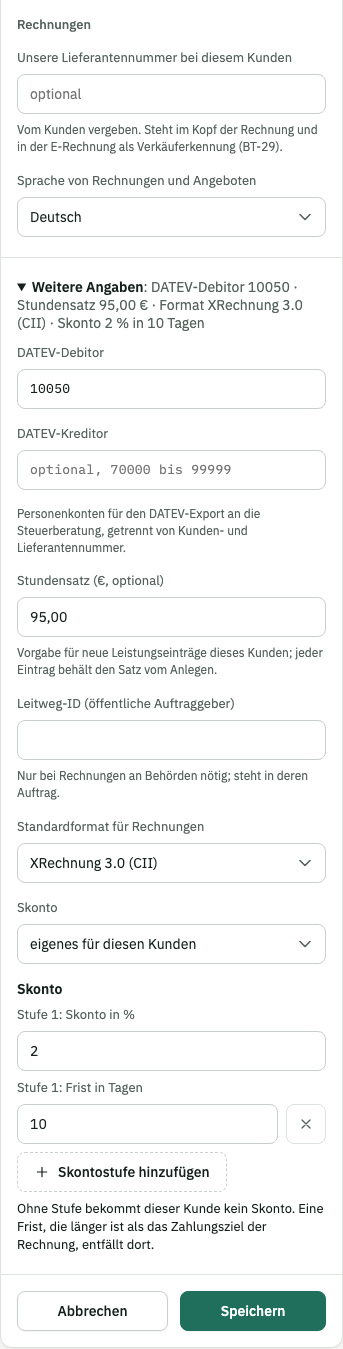 Rechnungen
Unsere Lieferantennummer bei diesem Kunden
optional
Vom Kunden vergeben. Steht im Kopf der Rechnung und
in der E-Rechnung als Verkäuferkennung (BT-29).
Sprache von Rechnungen und Angeboten
Deutsch
▼ Weitere Angaben: DATEV-Debitor 10050 ·
Stundensatz 95,00 € · Format XRechnung 3.0
(CII) · Skonto 2 % in 10 Tagen
DATEV-Debitor
10050
DATEV-Kreditor
optional, 70000 bis 99999
Personenkonten für den DATEV-Export an die
Steuerberatung, getrennt von Kunden- und
Lieferantennummer.
Stundensatz (€, optional)
95,00
Vorgabe für neue Leistungseinträge dieses Kunden; jeder
Eintrag behält den Satz vom Anlegen.
Leitweg-ID (öffentliche Auftraggeber)
Nur bei Rechnungen an Behörden nötig; steht in deren
Auftrag.
Standardformat für Rechnungen
XRechnung 3.0 (CII)
Skonto
eigenes für diesen Kunden
Skonto
Stufe 1: Skonto in %
2
Stufe 1: Frist in Tagen
10
+ Skontostufe hinzufügen
Ohne Stufe bekommt dieser Kunde kein Skonto. Eine
Frist, die länger ist als das Zahlungsziel der
Rechnung, entfällt dort.
Abbrechen
Speichern